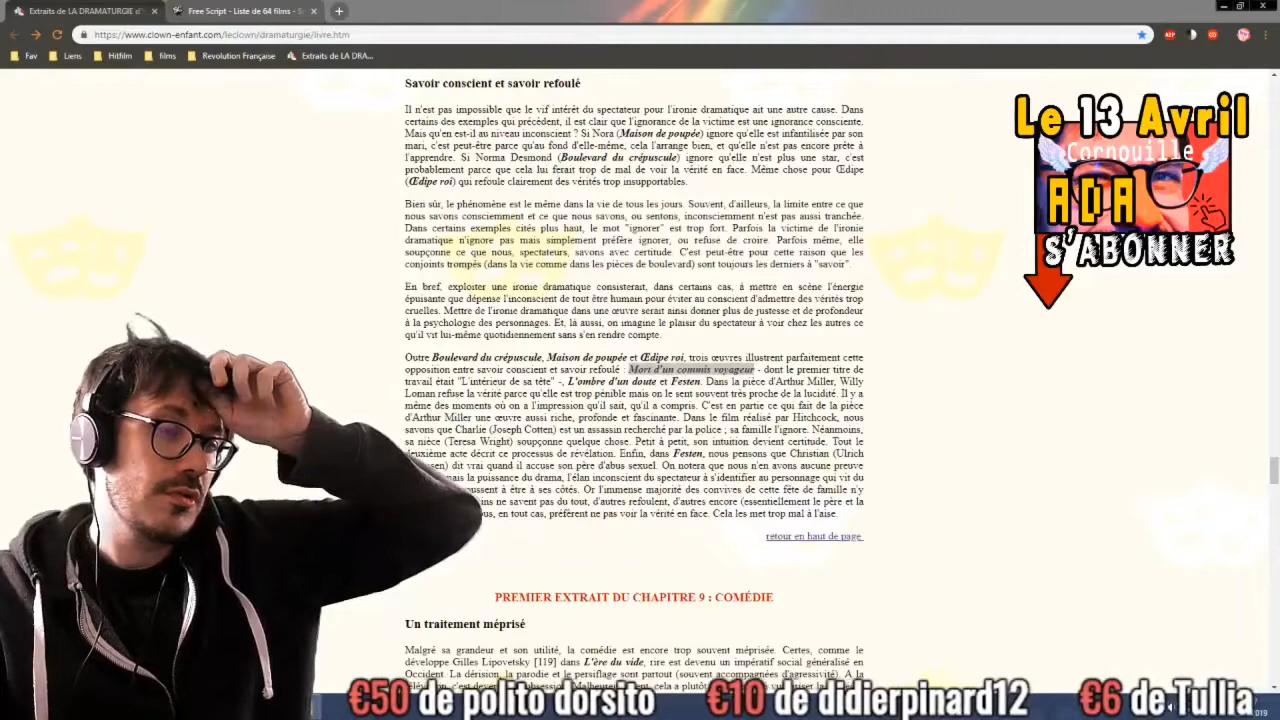 Extraits de LA DRAMATURGIE d'
Free Script - Liste de 64 films - S
https://www.clown-enfant.com/leclown/dramaturgie/livre.htm
Fav
Liens
Hitfilm
films
Revolution Française
Extraits de LA DRA...
Savoir conscient et savoir refoulé
Il n'est pas impossible que le vif intérêt du spectateur pour l'ironie dramatique ait une autre cause. Dans
certains des exemples qui précèdent, il est clair que l'ignorance de la victime est une ignorance consciente.
Mais qu'en est-il au niveau inconscient ? Si Nora (Maison de poupée) ignore qu'elle est infantilisée par son
mari, c'est peut-être parce qu'au fond d'elle-même, cela l'arrange bien, et qu'elle n'est pas encore prête à
l'apprendre. Si Norma Desmond (Boulevard du crépuscule) ignore qu'elle n'est plus une star, c'est
probablement parce que cela lui ferait trop de mal de voir la vérité en face. Même chose pour Œdipe
(Œdipe roi) qui refoule clairement des vérités trop insupportables.
Bien sûr, le phénomène est le même dans la vie de tous les jours. Souvent, d'ailleurs, la limite entre ce que
nous savons consciemment et ce que nous savons, ou sentons, inconsciemment n'est pas aussi tranchée.
Dans certains exemples cités plus haut, le mot "ignorer" est trop fort. Parfois la victime de l'ironie
dramatique n'ignore pas mais simplement préfère ignorer, ou refuse de croire. Parfois même, elle
soupçonne ce que nous, spectateurs, savons avec certitude. C'est peut-être pour cette raison que les
conjoints trompés (dans la vie comme dans les pièces de boulevard) sont toujours les derniers à "savoir".
En bref, exploiter une ironie dramatique consisterait, dans certains cas, à mettre en scène l'énergie
épuisante que dépense l'inconscient de tout être humain pour éviter au conscient d'admettre des vérités trop
cruelles. Mettre de l'ironie dramatique dans une œuvre serait ainsi donner plus de justesse et de profondeur
à la psychologie des personnages. Et, là aussi, on imagine le plaisir du spectateur à voir chez les autres ce
qu'il vit lui-même quotidiennement sans s'en rendre compte.
Outre Boulevard du crépuscule, Maison de poupée et Œdipe roi, trois œuvres illustrent parfaitement cette
opposition entre savoir conscient et savoir refoulé : Mort d'un commis voyageur - dont le premier titre de
travail était "L'intérieur de sa tête" -, L'ombre d'un doute et Festen. Dans la pièce d'Arthur Miller, Willy
Loman refuse la vérité parce qu'elle est trop pénible mais on le sent souvent très proche de la lucidité. Il y a
même des moments où on a l'impression qu'il sait, qu'il a compris. C'est en partie ce qui fait de la pièce
d'Arthur Miller une œuvre aussi riche, profonde et fascinante. Dans le film réalisé par Hitchcock, nous
savons que Charlie (Joseph Cotten) est un assassin recherché par la police ; sa famille l'ignore. Néanmoins,
sa nièce (Teresa Wright) soupçonne quelque chose. Petit à petit, son intuition devient certitude. Tout le
deuxième acte décrit ce processus de révélation. Enfin, dans Festen, nous pensons que Christian (Ulrich
sen) dit vrai quand il accuse son père d'abus sexuel. On notera que nous n'en avons aucune preuve
mais la puissance du drama, l'élan inconscient du spectateur à s'identifier au personnage qui vit du
oussent à être à ses côtés. Or l'immense majorité des convives de cette fête de famille n'y
ins ne savent pas du tout, d'autres refoulent, d'autres encore (essentiellement le père et la
ous, en tout cas, préfèrent ne pas voir la vérité en face. Cela les met trop mal à l'aise.
retour en haut de page
PREMIER EXTRAIT DU CHAPITRE 9 : COMÉDIE
Un traitement méprisé
Malgré sa grandeur et son utilité, la comédie est encore trop souvent méprisée. Certes, comme le
développe Gilles Lipovetsky [119] dans L'ère du vide, rire est devenu un impératif social généralisé en
Occident. La dérision, la parodie et le persiflage sont partout (souvent accompagnées d'agressivité). A la
Le 13 Avril
Cornouille
ADA
S'ABONNER
€50 de polito dorsito
€10 de didierpinard12
€6 de Tullia